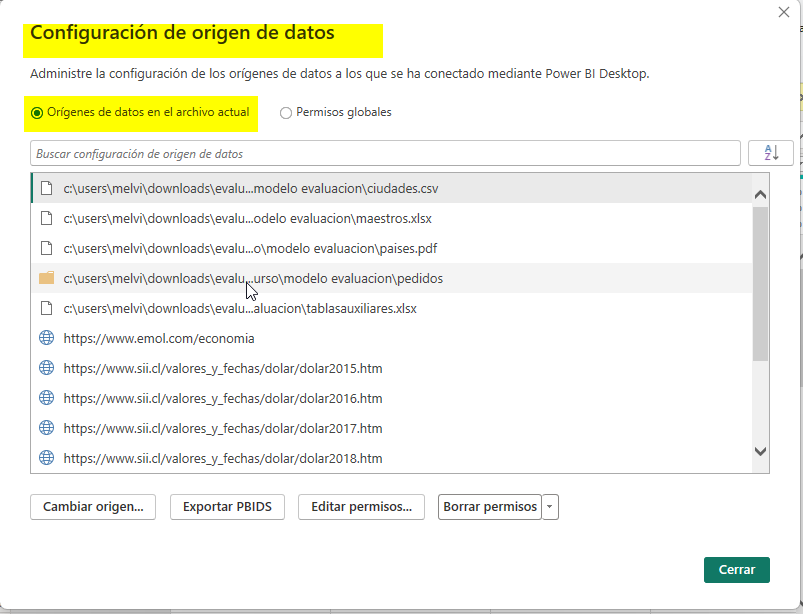 Configuración de origen de datos
Administre la configuración de los orígenes de datos a los que se ha conectado mediante Power BI Desktop.
Orígenes de datos en el archivo actual Permisos globales
Buscar configuración de origen de datos
c:\users\melvi\downloads\evalu...modelo evaluacion\ciudades.csv
c:\users\melvi\downloads\evalu...odelo evaluacion\maestros.xlsx
c:\users\melvi\downloads\evalu...o\modelo evaluacion\paises.pdf
c:\users\melvi\downloads\evalu...urso\modelo evaluacion\pedidos
c:\users\melvi\downloads\evalu...aluacion\tablasauxiliares.xlsx
https://www.emol.com/economia
https://www.sii.cl/valores_y_fechas/dolar/dolar2015.htm
https://www.sii.cl/valores_y_fechas/dolar/dolar2016.htm
https://www.sii.cl/valores_y_fechas/dolar/dolar2017.htm
https://www.sii.cl/valores_y_fechas/dolar/dolar2018.htm
Cambiar origen... Exportar PBIDS Editar permisos... Borrar permisos
Cerrar